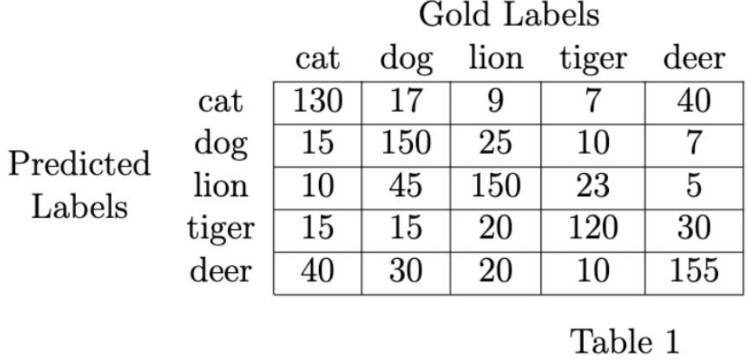 Gold Labels
cat dog lion tiger deer
cat 130 17 9 7 40
dog 15 150 25 10 7
Predicted Labels
lion 10 45 150 23 5
tiger 15 15 20 120 30
deer 40 30 20 10 155
Table 1